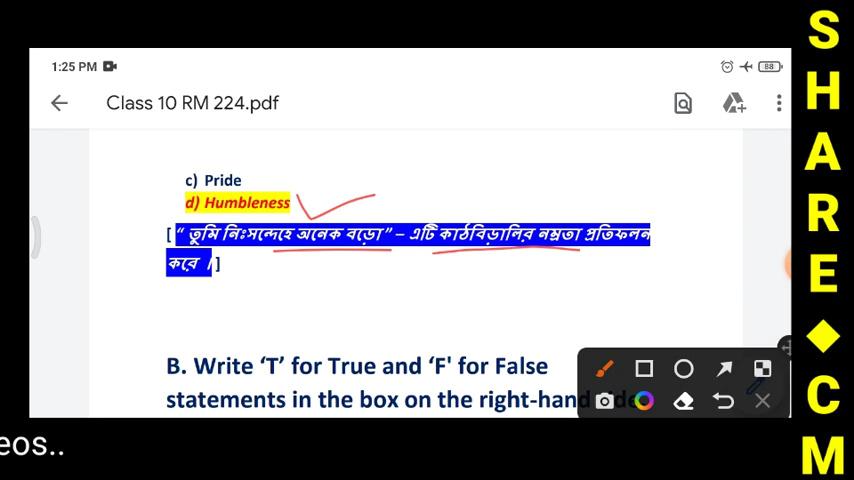 1:25 PM
88
Class 10 RM 224.pdf
c) Pride
d) Humbleness
[ “ তুমি নিঃসন্দেহে অনেক বড়ো” – এটি কাঠবিড়ালির নম্রতা প্রতিফলন
করে । ]
B. Write ‘T’ for True and ‘F' for False
statements in the box on the right-hand
eos..
SHARE◆CM